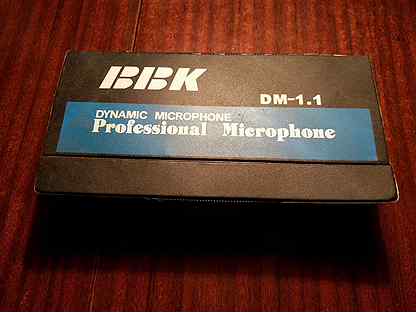 BBK
DM-1.1
DYNAMIC MICROPHONE
Professional Microphone